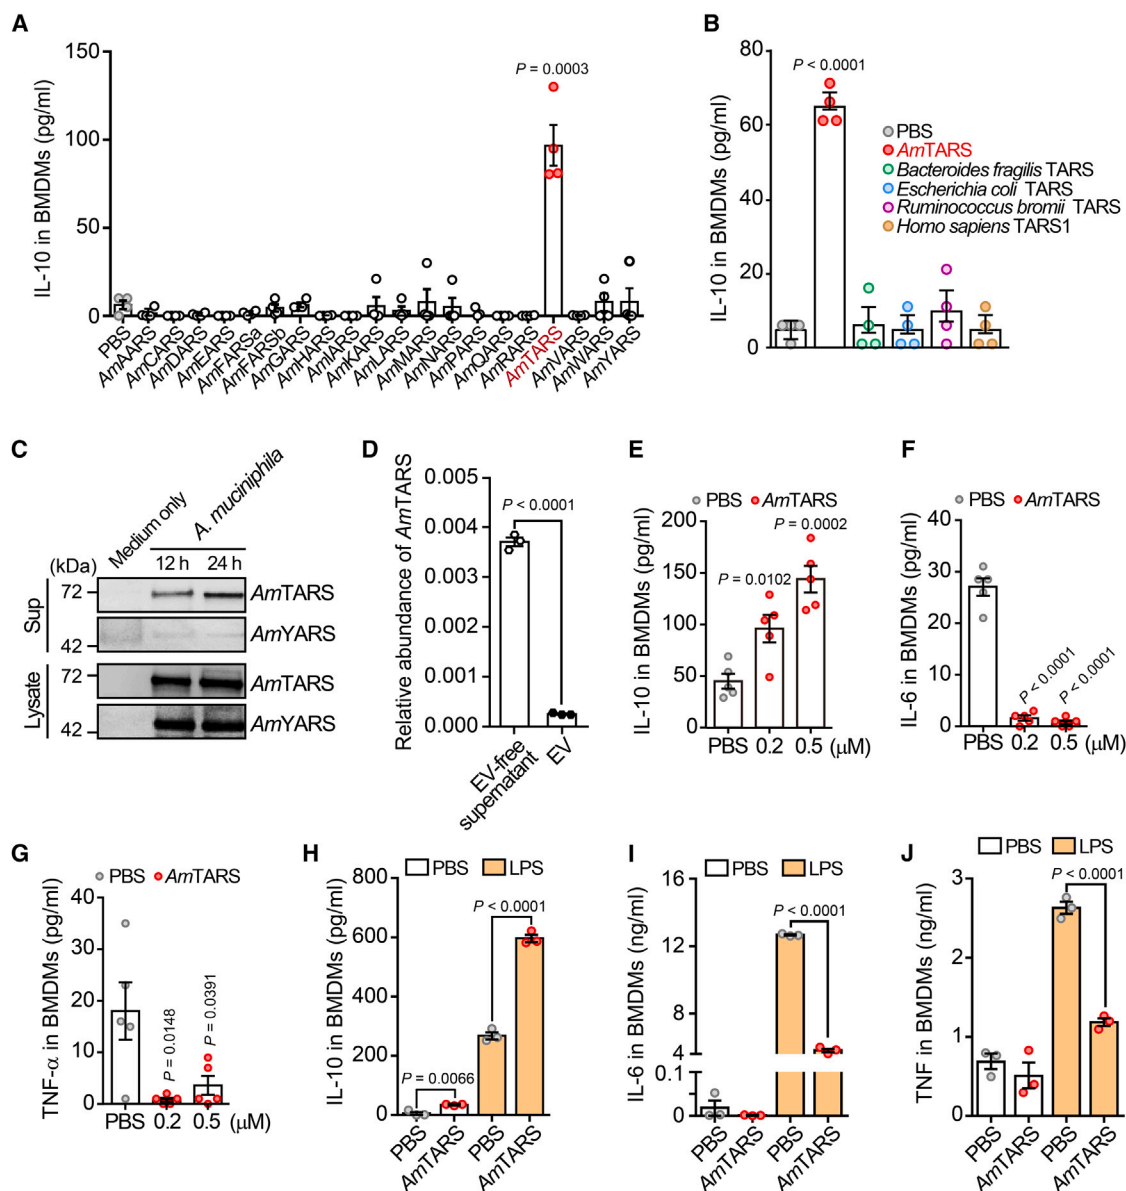 A
IL-10 in BMDMs (pg/ml)
150
100
50
0
P = 0.0003
PBS
AmAARS
AmCARS
AmDARS
AmEARS
AmFARSa
AmFARSb
AmGARS
AmHARS
AmIARS
AmKARS
AmLARS
AmMARS
AmNARS
AmPARS
AmQARS
AmRARS
AmTARS
AmVARS
AmWARS
AmYARS
B
IL-10 in BMDMs (pg/ml)
80
60
40
20
0
P < 0.0001
PBS
AmTARS
Bacteroides fragilis TARS
Escherichia coli TARS
Ruminococcus bromii TARS
Homo sapiens TARS1
C
Medium only
A. muciniphila
(kDa)
12 h
24 h
Sup
72
AmTARS
42
AmYARS
Lysate
72
AmTARS
42
AmYARS
D
Relative abundance of AmTARS
0.005
0.004
0.003
0.002
0.001
0.000
P < 0.0001
EV-free
supernatant
EV
E
PBS
AmTARS
IL-10 in BMDMs (pg/ml)
200
150
100
50
0
P = 0.0102
P = 0.0002
PBS 0.2 0.5 (μM)
F
PBS
AmTARS
IL-6 in BMDMs (pg/ml)
40
30
20
10
0
P < 0.0001
P < 0.0001
PBS 0.2 0.5 (μM)
G
PBS
AmTARS
TNF-α in BMDMs (pg/ml)
40
30
20
10
0
P = 0.0148
P = 0.0391
PBS 0.2 0.5 (μM)
H
PBS
LPS
IL-10 in BMDMs (pg/ml)
800
600
400
200
0
P = 0.0066
P < 0.0001
PBS
AmTARS
PBS
AmTARS
I
PBS
LPS
IL-6 in BMDMs (ng/ml)
16
12
8
4
0.1
0
P < 0.0001
PBS
AmTARS
PBS
AmTARS
J
PBS
LPS
TNF in BMDMs (ng/ml)
3
2
1
0
P < 0.0001
PBS
AmTARS
PBS
AmTARS